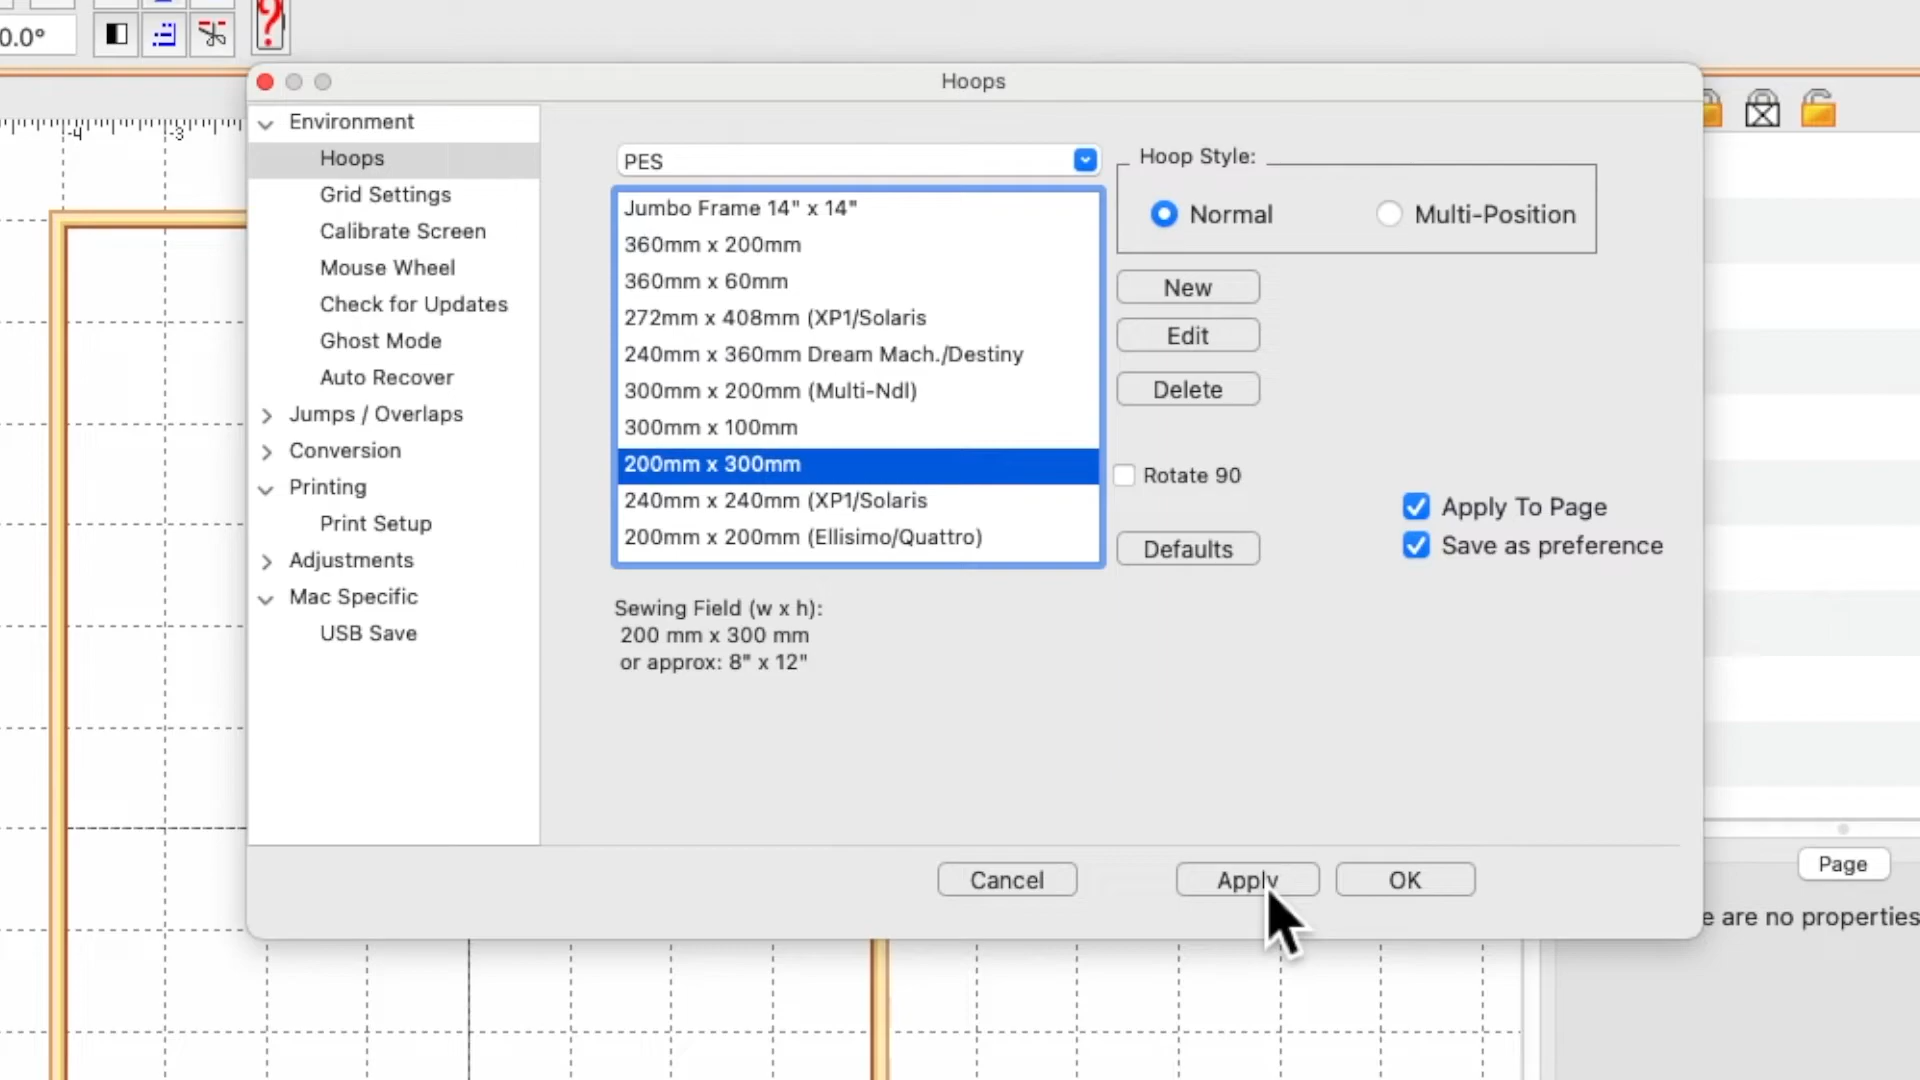 0.0°
?
Hoops
-4
-3
Environment
Hoops
Grid Settings
Calibrate Screen
Mouse Wheel
Check for Updates
Ghost Mode
Auto Recover
Jumps / Overlaps
Conversion
Printing
Print Setup
Adjustments
Mac Specific
USB Save
PES
Jumbo Frame 14" x 14"
360mm x 200mm
360mm x 60mm
272mm x 408mm (XP1/Solaris
240mm x 360mm Dream Mach./Destiny
300mm x 200mm (Multi-Ndl)
300mm x 100mm
200mm x 300mm
240mm x 240mm (XP1/Solaris
200mm x 200mm (Ellisimo/Quattro)
Sewing Field (w x h):
200 mm x 300 mm
or approx: 8" x 12"
Hoop Style:
Normal
Multi-Position
New
Edit
Delete
Rotate 90
Defaults
Apply To Page
Save as preference
Cancel
Apply
OK
Page
e are no properties